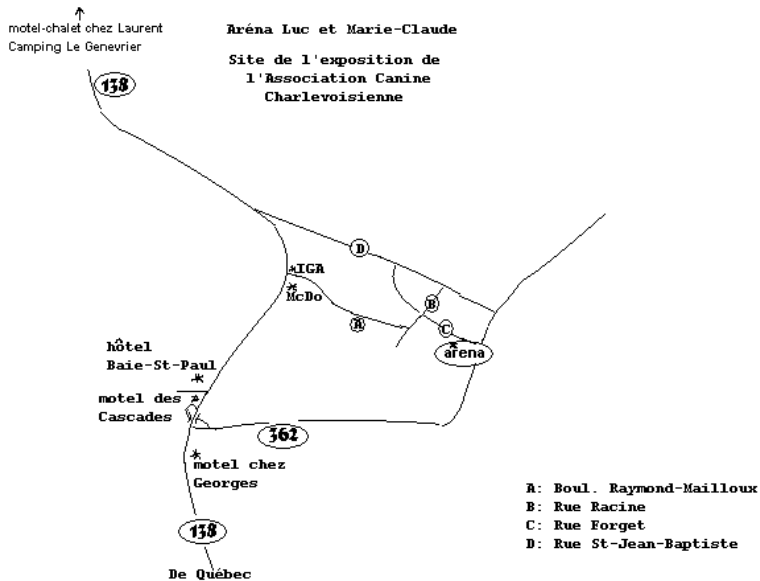 motel-chalet chez Laurent
Camping Le Genevrier
Aréna Luc et Marie-Claude
Site de l'exposition de
l'Association Canine
Charlevoisienne
138
D
*IGA
McDo
B
A
C
arena
hôtel
Baie-St-Paul
motel des
Cascades
362
motel chez
Georges
138
De Québec
A: Boul. Raymond-Mailloux
B: Rue Racine
C: Rue Forget
D: Rue St-Jean-Baptiste